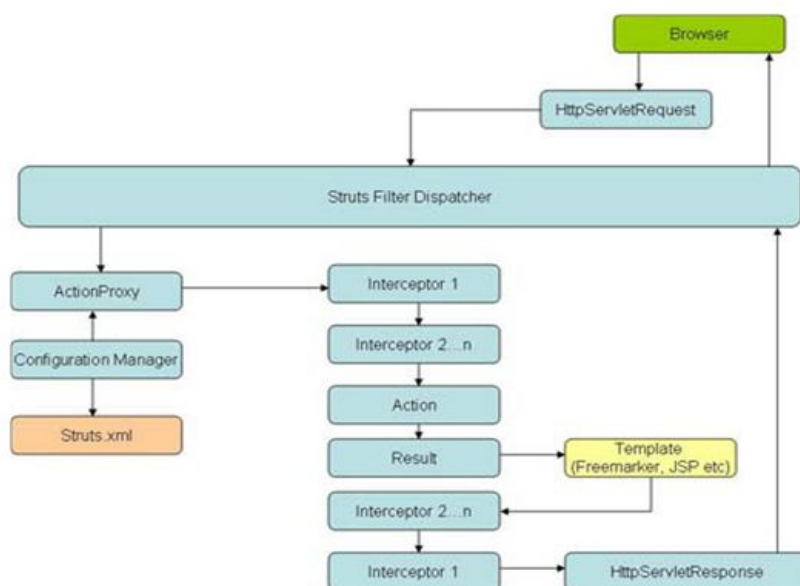 Browser
HttpServletRequest
Struts Filter Dispatcher
ActionProxy
Interceptor 1
Configuration Manager
Interceptor 2...n
Action
Struts.xml
Result
Template
(Freemarker, JSP etc)
Interceptor 2...n
Interceptor 1
HttpServletResponse